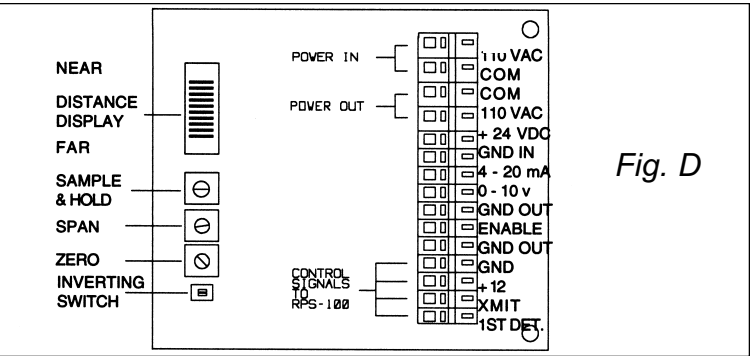 NEAR
DISTANCE
DISPLAY
FAR
SAMPLE
& HOLD
SPAN
ZERO
INVERTING
SWITCH
POWER IN
POWER OUT
CONTROL
SIGNALS
TO
RPS-100
110 VAC
COM
COM
110 VAC
+ 24 VDC
GND IN
4 - 20 mA
0 - 10 v
GND OUT
ENABLE
GND OUT
GND
+12
XMIT
1ST DET.
Fig. D